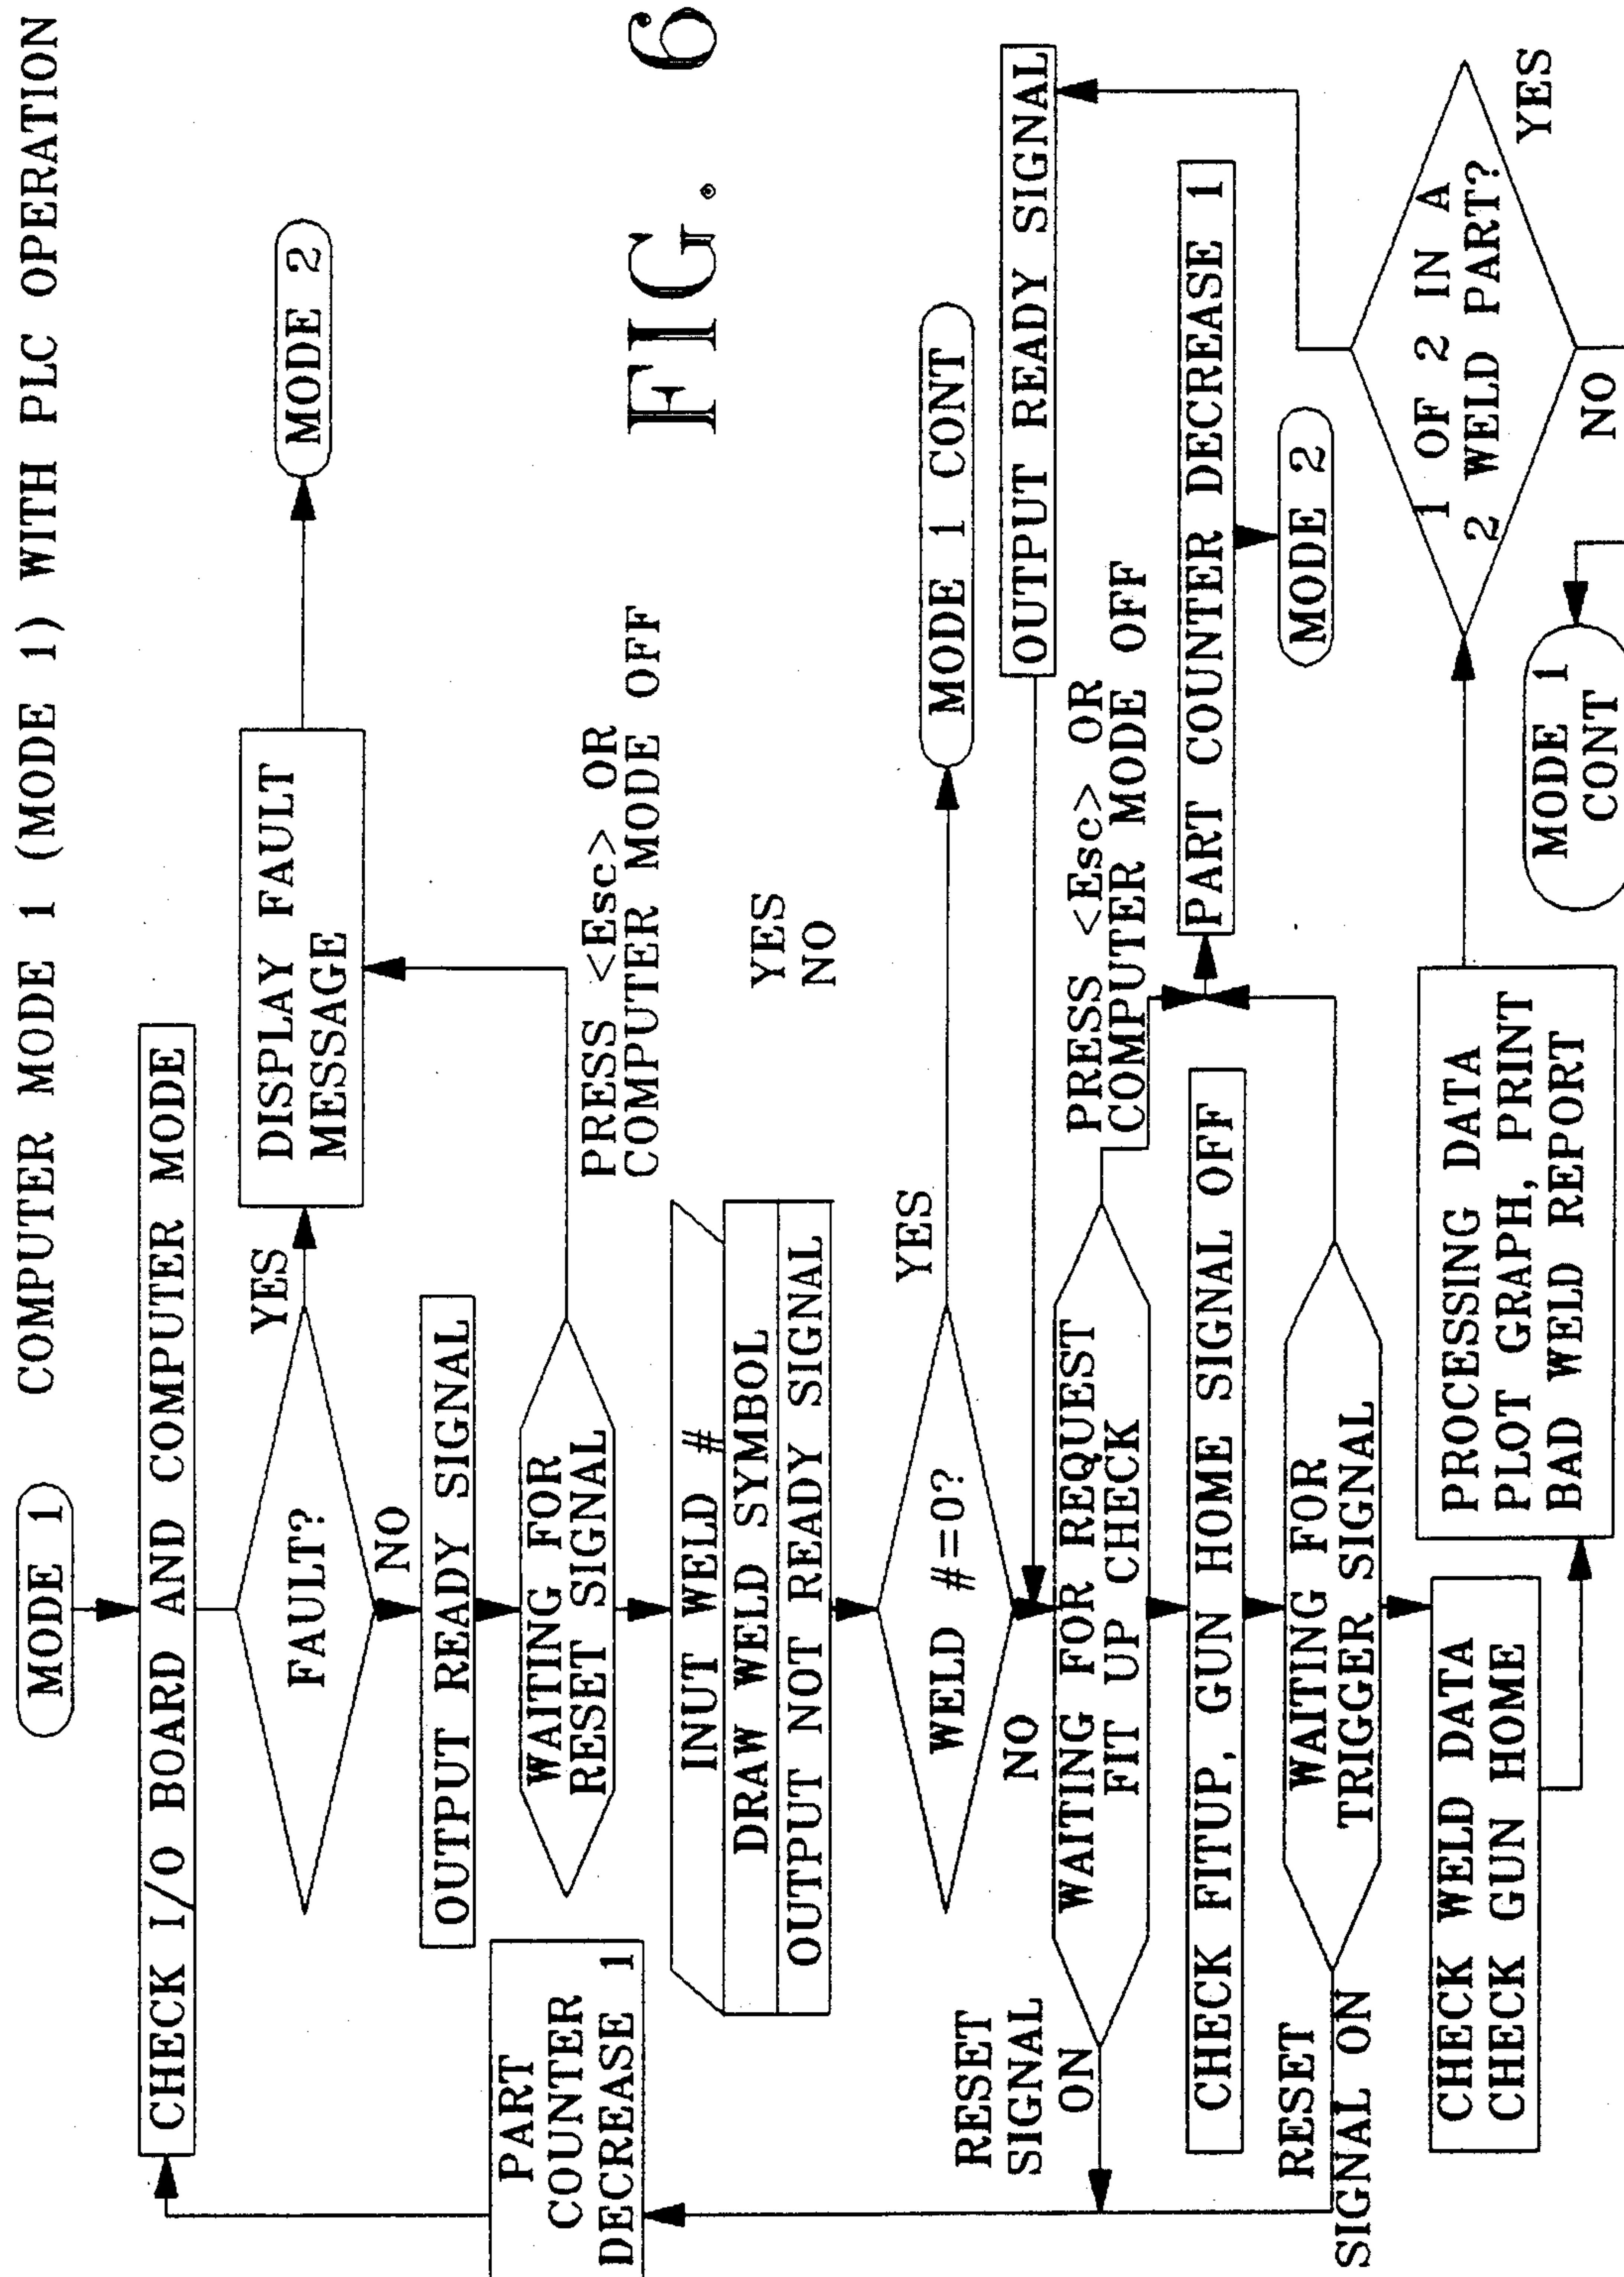 COMPUTER MODE 1 (MODE 1) WITH PLC OPERATION
MODE 1
CHECK I/O BOARD AND COMPUTER MODE
FAULT?
YES
DISPLAY FAULT
MESSAGE
MODE 2
NO
OUTPUT READY SIGNAL
WAITING FOR
RESET SIGNAL
PRESS <Esc> OR
COMPUTER MODE OFF
FIG. 6
PART
COUNTER
DECREASE 1
INUT WELD #
DRAW WELD SYMBOL
OUTPUT NOT READY SIGNAL
YES
NO
WELD #=0?
YES
MODE 1 CONT
NO
OUTPUT READY SIGNAL
RESET
SIGNAL
ON
WAITING FOR REQUEST
FIT UP CHECK
PRESS <Esc> OR
COMPUTER MODE OFF
PART COUNTER DECREASE 1
MODE 2
CHECK FITUP, GUN HOME SIGNAL OFF
RESET
SIGNAL ON
WAITING FOR
TRIGGER SIGNAL
CHECK WELD DATA
CHECK GUN HOME
PROCESSING DATA
PLOT GRAPH, PRINT
BAD WELD REPORT
1 OF 2 IN A
2 WELD PART?
YES
NO
MODE 1
CONT